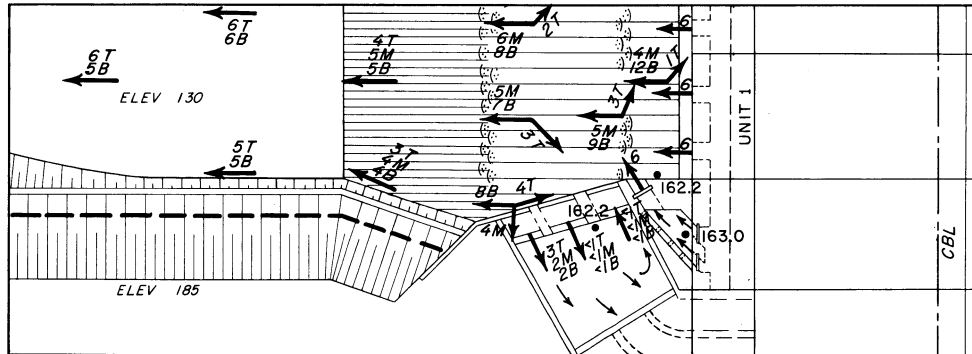 6T
6B
6T
5B
ELEV 130
5T
5B
4T
5M
5B
3T
4M
4B
6M
8B
2T
5M
7B
3T
8B
4T
4M
4M
12B
1T
3T
5M
9B
6
6
6
6
6
162.2
162.2
163.0
3T
2M
2B
<1T
<1M
<1B
<1T
<1M
<1B
ELEV 185
UNIT 1
CBL